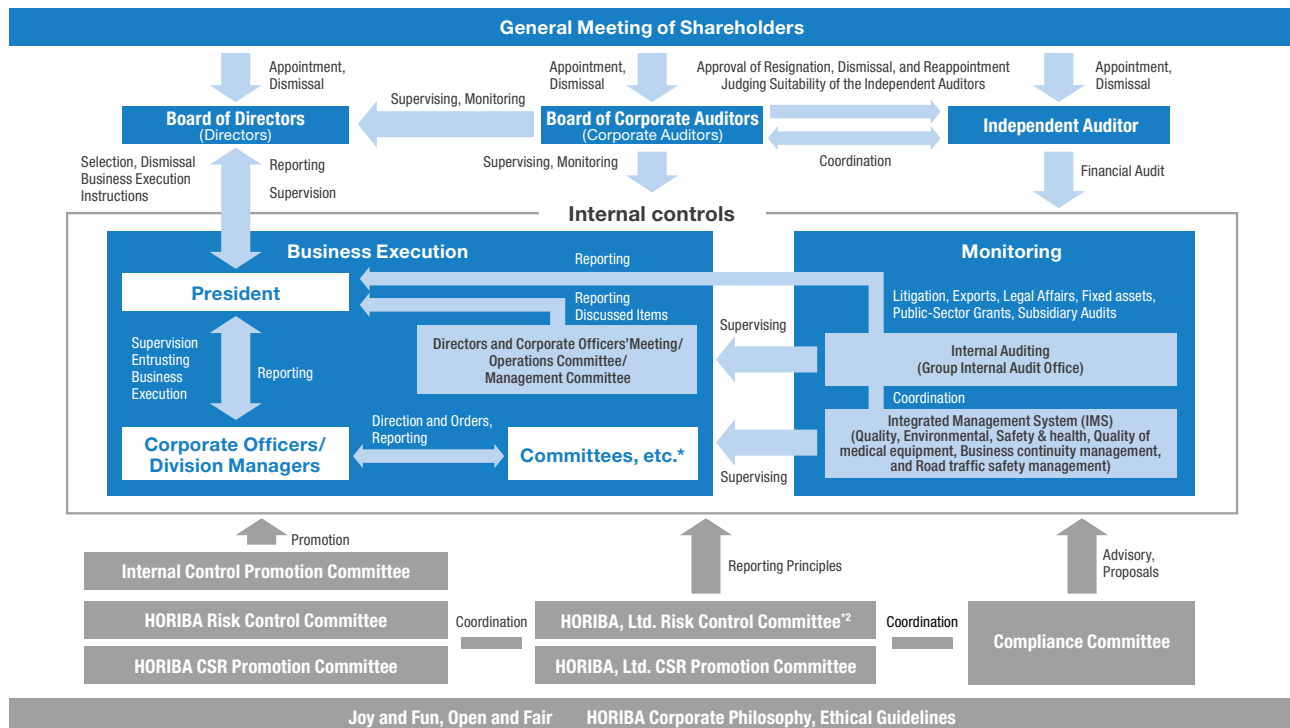 General Meeting of Shareholders
Appointment,
Dismissal
Appointment,
Dismissal
Approval of Resignation, Dismissal, and Reappointment
Judging Suitability of the Independent Auditors
Appointment,
Dismissal
Supervising, Monitoring
Board of Directors
(Directors)
Board of Corporate Auditors
(Corporate Auditors)
Independent Auditor
Selection, Dismissal
Business Execution
Instructions
Reporting
Supervision
Supervising, Monitoring
Coordination
Financial Audit
Internal controls
Business Execution
Monitoring
Reporting
President
Reporting
Discussed Items
Litigation, Exports, Legal Affairs, Fixed assets,
Public-Sector Grants, Subsidiary Audits
Supervising
Directors and Corporate Officers'Meeting/
Operations Committee/
Management Committee
Internal Auditing
(Group Internal Audit Office)
Supervision
Entrusting
Business
Execution
Reporting
Coordination
Direction and Orders,
Reporting
Integrated Management System (IMS)
(Quality, Environmental, Safety & health, Quality of
medical equipment, Business continuity management,
and Road traffic safety management)
Corporate Officers/
Division Managers
Committees, etc.*
Supervising
Promotion
Reporting Principles
Advisory,
Proposals
Internal Control Promotion Committee
HORIBA Risk Control Committee
Coordination
HORIBA, Ltd. Risk Control Committee*2
Coordination
Compliance Committee
HORIBA CSR Promotion Committee
HORIBA, Ltd. CSR Promotion Committee
Joy and Fun, Open and Fair HORIBA Corporate Philosophy, Ethical Guidelines